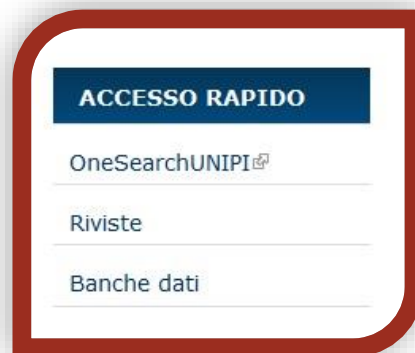 ACCESSO RAPIDO
OneSearchUNIPI
Riviste
Banche dati